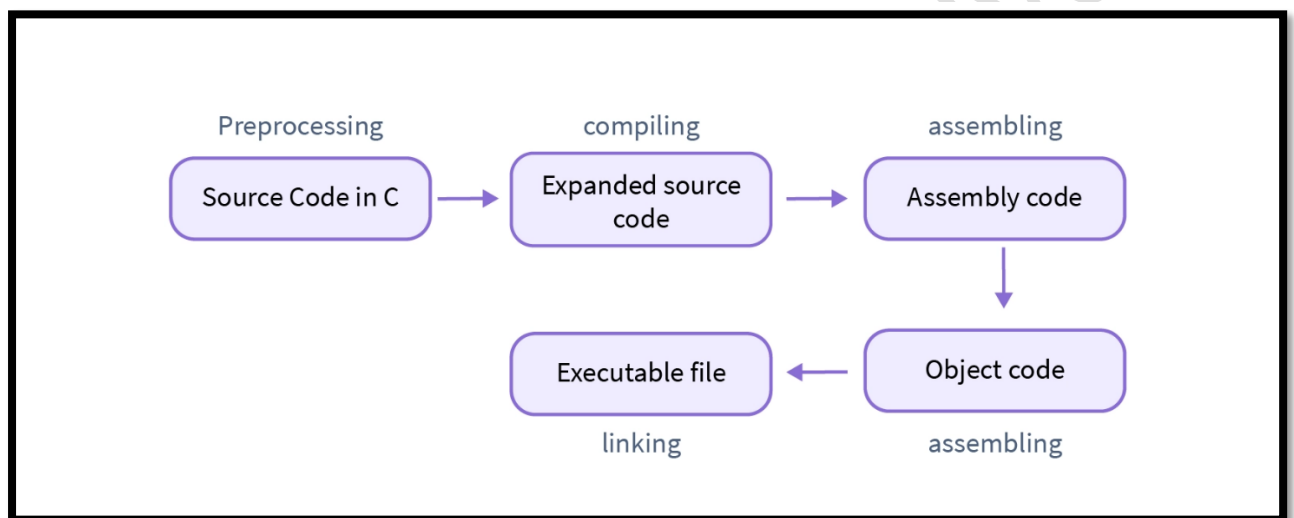 Preprocessing
compiling
assembling
Source Code in C
Expanded source
code
Assembly code
Executable file
Object code
linking
assembling